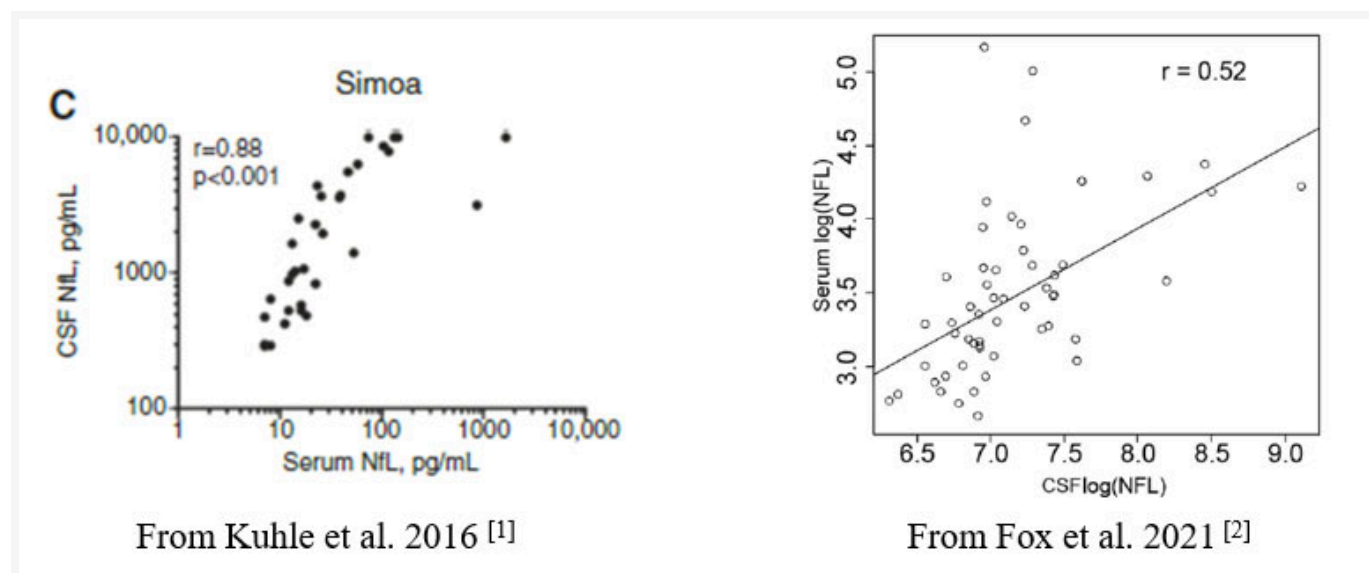 C
Simoa
10,000
1000
100
CSF NfL, pg/mL
r=0.88
p<0.001
1 10 100 1000 10,000
Serum NfL, pg/mL
From Kuhle et al. 2016 [1]
5.0
4.5
4.0
3.5
3.0
Serum log(NFL)
r = 0.52
6.5 7.0 7.5 8.0 8.5 9.0
CSFlog(NFL)
From Fox et al. 2021 [2]